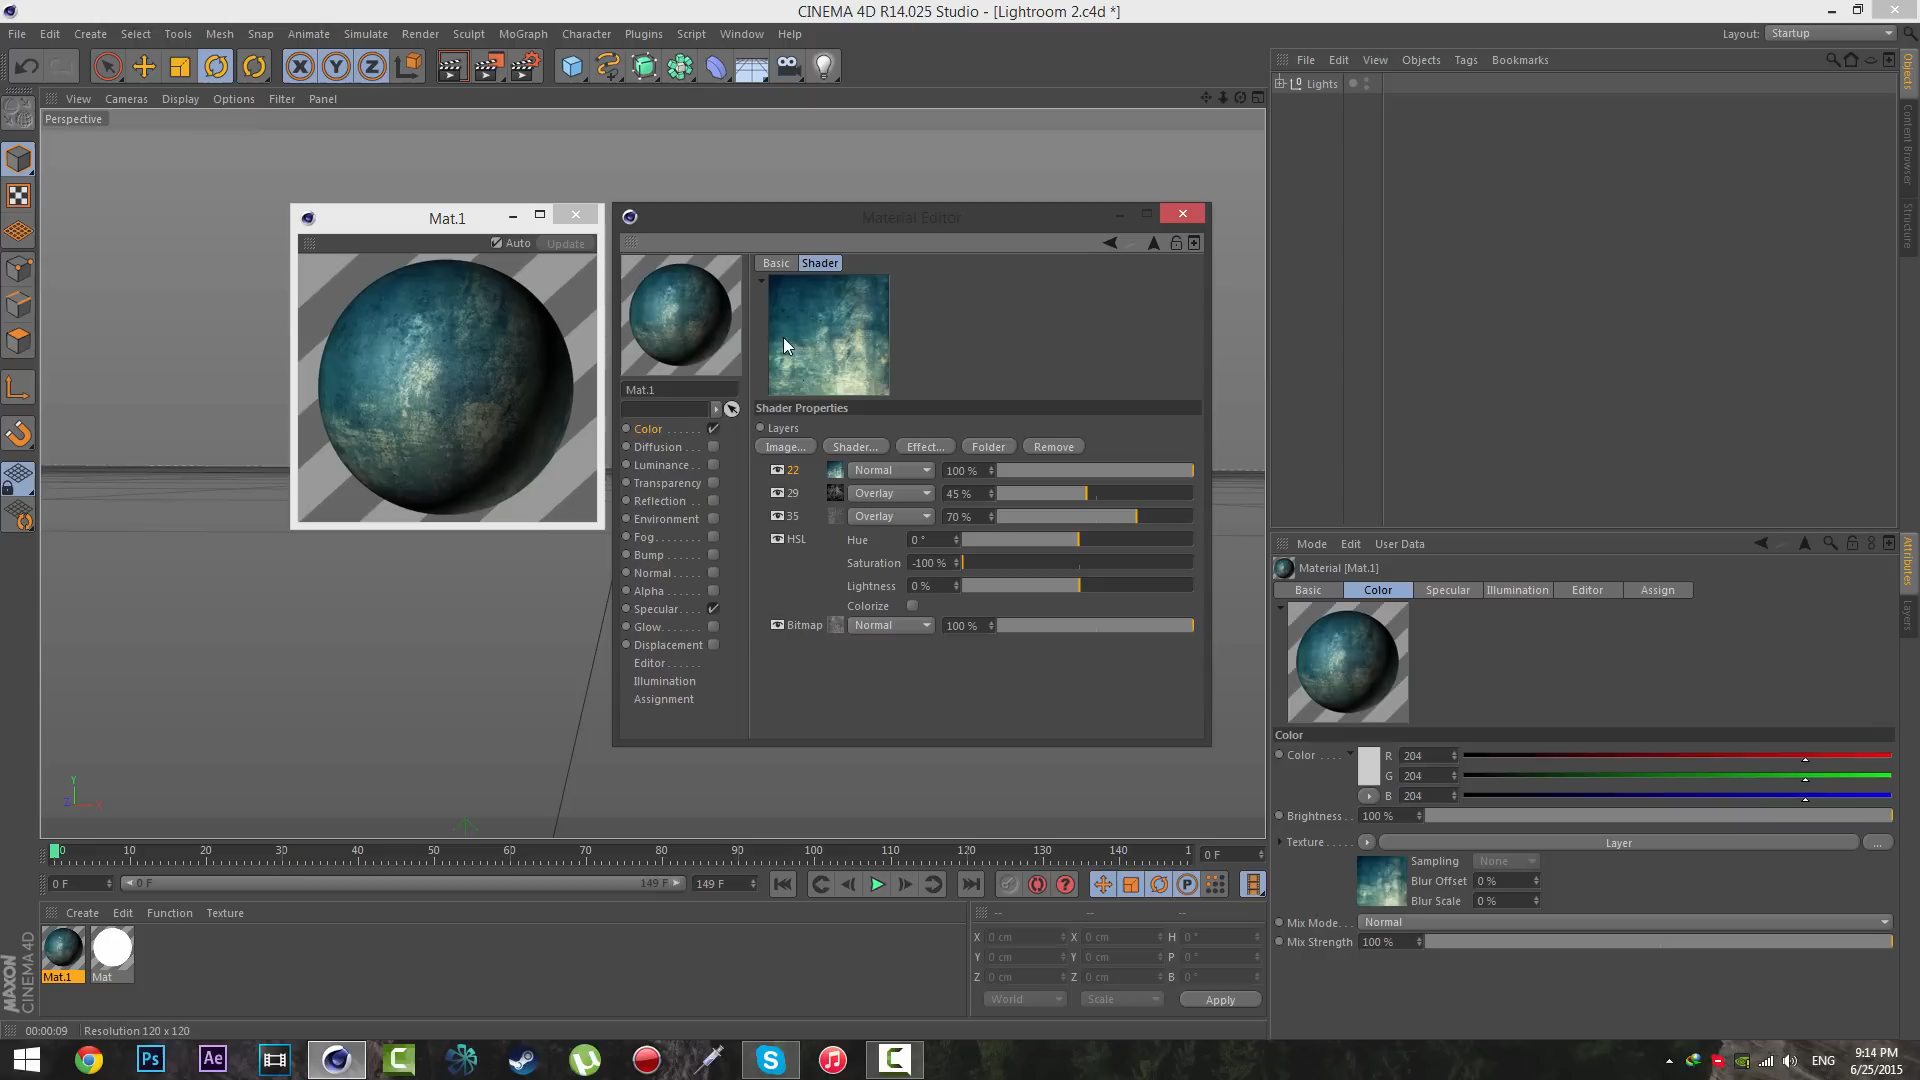 CINEMA 4D R14.025 Studio - [Lightroom 2.c4d *]
File Edit Create Select Tools Mesh Snap Animate Simulate Render Sculpt MoGraph Character Plugins Script Window Help
Layout: Startup
X Y Z
File Edit View Objects Tags Bookmarks
Lights
View Cameras Display Options Filter Panel
Perspective
Mat.1
Auto Update
Material Editor
Basic Shader
Mat.1
Color
Diffusion
Luminance
Transparency
Reflection
Environment
Fog
Bump
Normal
Alpha
Specular
Glow
Displacement
Editor
Illumination
Assignment
Shader Properties
Layers
Image... Shader... Effect... Folder Remove
22 Normal 100 %
29 Overlay 45 %
35 Overlay 70 %
HSL Hue 0 °
Saturation -100 %
Lightness 0 %
Colorize
Bitmap Normal 100 %
Objects
Content Browser
Structure
Attributes
Layers
Mode Edit User Data
Material [Mat.1]
Basic Color Specular Illumination Editor Assign
Color
Color R 204
G 204
B 204
Brightness 100 %
Texture Layer ...
Sampling None
Blur Offset 0 %
Blur Scale 0 %
Mix Mode Normal
Mix Strength 100 %
Y
Z X
0 10 20 30 40 50 60 70 80 90 100 110 120 130 140 1
0 F
0 F 0 F 149 F 149 F
P
Create Edit Function Texture
Mat.1 Mat
-- -- --
X 0 cm X 0 cm H 0 °
Y 0 cm Y 0 cm P 0 °
Z 0 cm Z 0 cm B 0 °
World Scale Apply
MAXON
CINEMA 4D
00:00:09 Resolution 120 x 120
Ps Ae
ENG
9:14 PM
6/25/2015